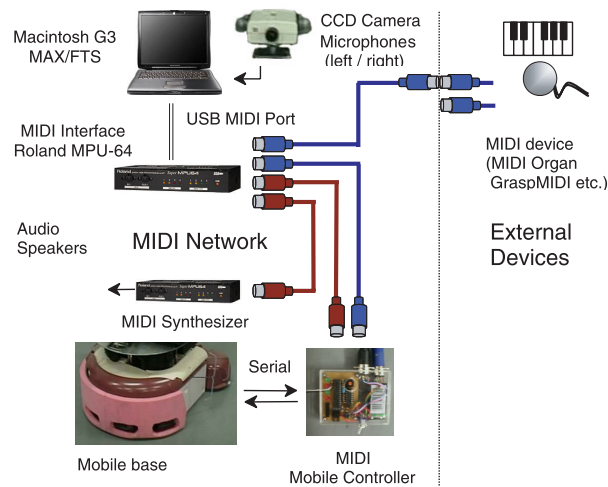 Macintosh G3
MAX/FTS
CCD Camera
Microphones
(left / right)
USB MIDI Port
MIDI Interface
Roland MPU-64
MIDI device
(MIDI Organ
GraspMIDI etc.)
Audio
Speakers
MIDI Network
External
Devices
MIDI Synthesizer
Serial
Mobile base
MIDI
Mobile Controller